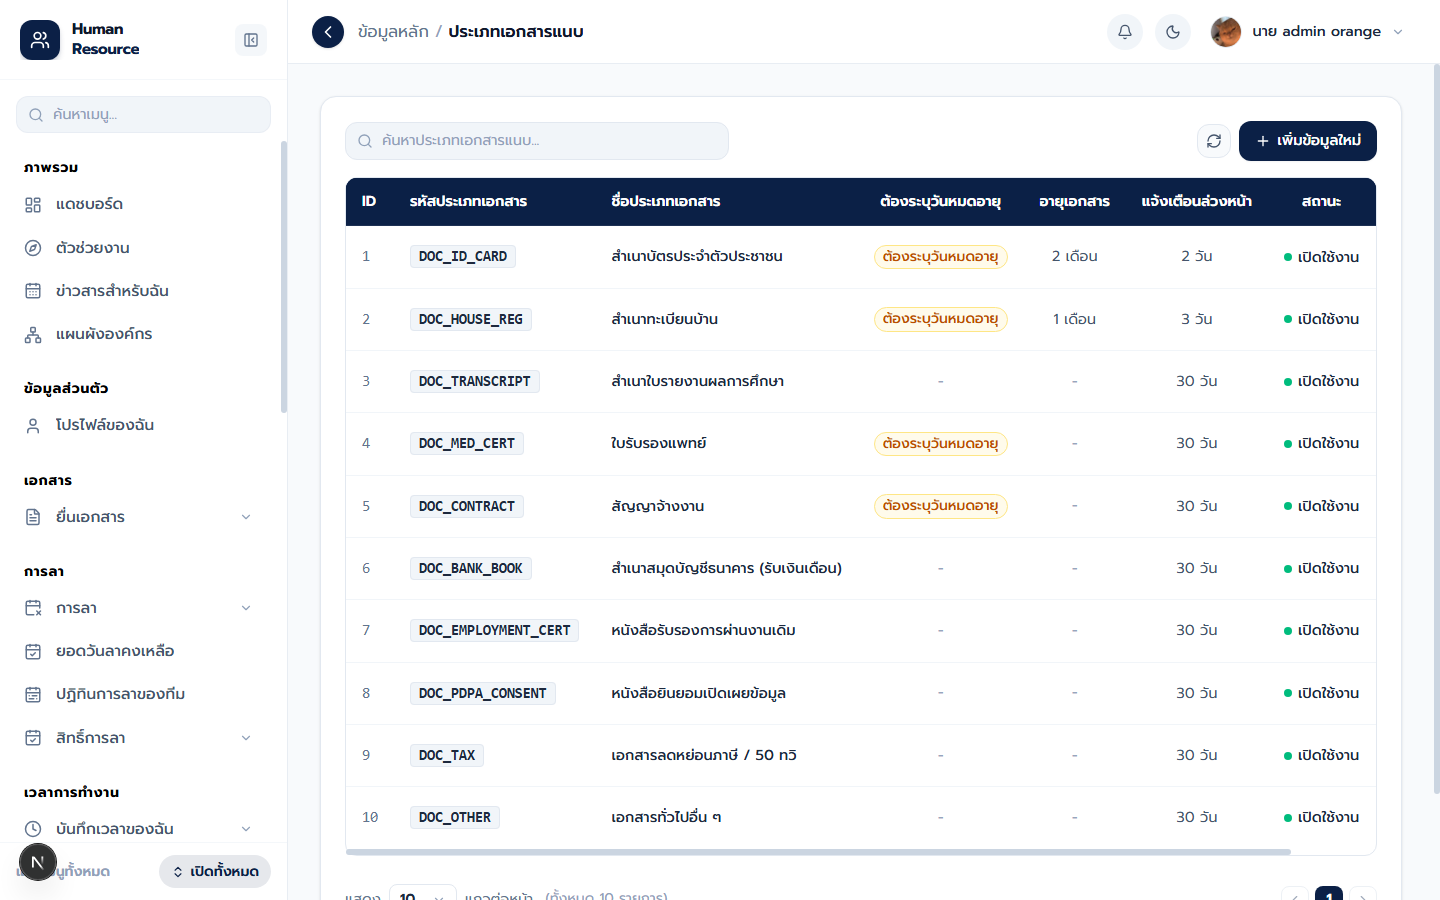 Human
Resource
ข้อมูลหลัก / ประเภทเอกสารแนบ
นาย admin orange
ค้นหาเมนู...
ภาพรวม
แดชบอร์ด
ตัวช่วยงาน
ข่าวสารสำหรับฉัน
แผนผังองค์กร
ข้อมูลส่วนตัว
โปรไฟล์ของฉัน
เอกสาร
ยื่นเอกสาร
การลา
การลา
ยอดวันลาคงเหลือ
ปฏิทินการลาของทีม
สิทธิ์การลา
เวลาการทำงาน
บันทึกเวลาของฉัน
N
เปิดทั้งหมด
ค้นหาประเภทเอกสารแนบ...
เพิ่มข้อมูลใหม่
ID รหัสประเภทเอกสาร ชื่อประเภทเอกสาร ต้องระบุวันหมดอายุ อายุเอกสาร แจ้งเตือนล่วงหน้า สถานะ
1 DOC_ID_CARD สำเนาบัตรประจำตัวประชาชน ต้องระบุวันหมดอายุ 2 เดือน 2 วัน เปิดใช้งาน
2 DOC_HOUSE_REG สำเนาทะเบียนบ้าน ต้องระบุวันหมดอายุ 1 เดือน 3 วัน เปิดใช้งาน
3 DOC_TRANSCRIPT สำเนาใบรายงานผลการศึกษา - - 30 วัน เปิดใช้งาน
4 DOC_MED_CERT ใบรับรองแพทย์ ต้องระบุวันหมดอายุ - 30 วัน เปิดใช้งาน
5 DOC_CONTRACT สัญญาจ้างงาน ต้องระบุวันหมดอายุ - 30 วัน เปิดใช้งาน
6 DOC_BANK_BOOK สำเนาสมุดบัญชีธนาคาร (รับเงินเดือน) - - 30 วัน เปิดใช้งาน
7 DOC_EMPLOYMENT_CERT หนังสือรับรองการผ่านงานเดิม - - 30 วัน เปิดใช้งาน
8 DOC_PDPA_CONSENT หนังสือยินยอมเปิดเผยข้อมูล - - 30 วัน เปิดใช้งาน
9 DOC_TAX เอกสารลดหย่อนภาษี / 50 ทวิ - - 30 วัน เปิดใช้งาน
10 DOC_OTHER เอกสารทั่วไปอื่น ๆ - - 30 วัน เปิดใช้งาน
แสดง 10 แถวต่อหน้า (ทั้งหมด 10 รายการ) 1